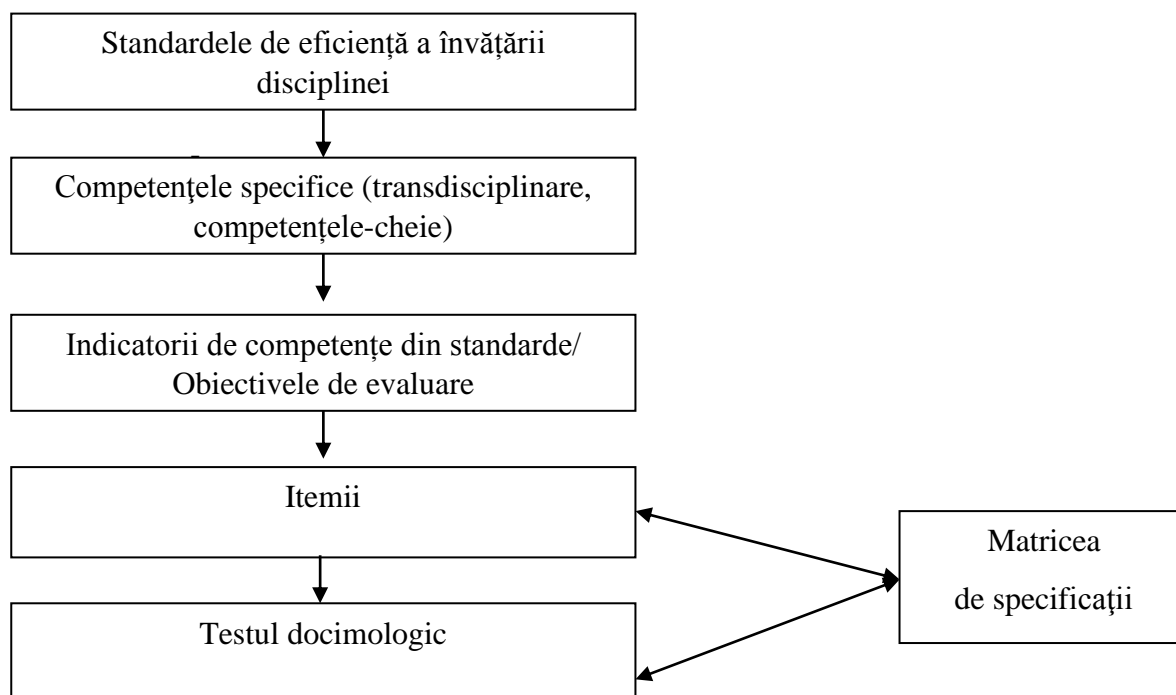 Standardele de eficiență a învățării
disciplinei
Competenţele specifice (transdisciplinare,
competențele-cheie)
Indicatorii de competențe din standarde/
Obiectivele de evaluare
Itemii
Matricea
de specificaţii
Testul docimologic